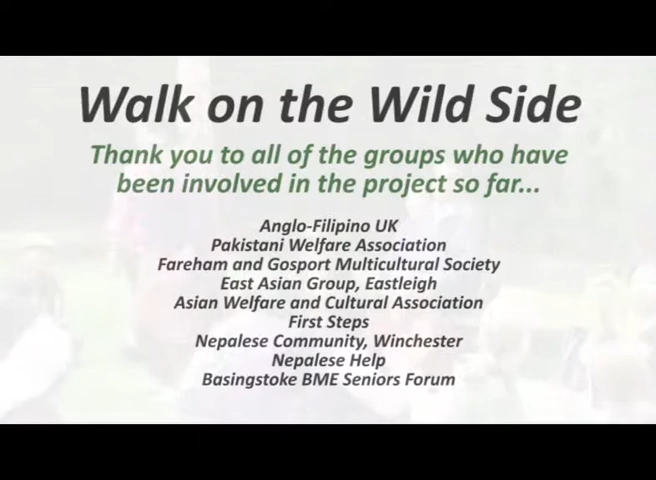 Walk on the Wild Side
Thank you to all of the groups who have
been involved in the project so far...
Anglo-Filipino UK
Pakistani Welfare Association
Fareham and Gosport Multicultural Society
East Asian Group, Eastleigh
Asian Welfare and Cultural Association
First Steps
Nepalese Community, Winchester
Nepalese Help
Basingstoke BME Seniors Forum